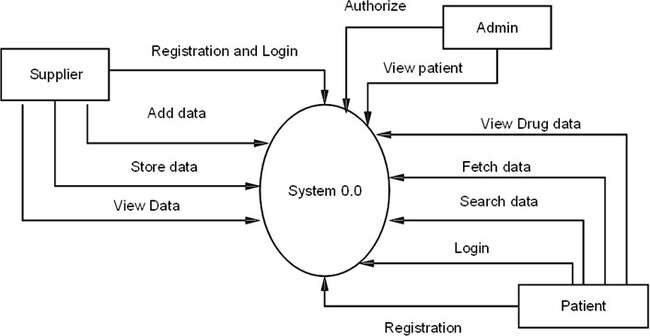 Authorize
Admin
Registration and Login
Supplier
View patient
Add data
View Drug data
Store data
Fetch data
System 0.0
View Data
Search data
Login
Patient
Registration